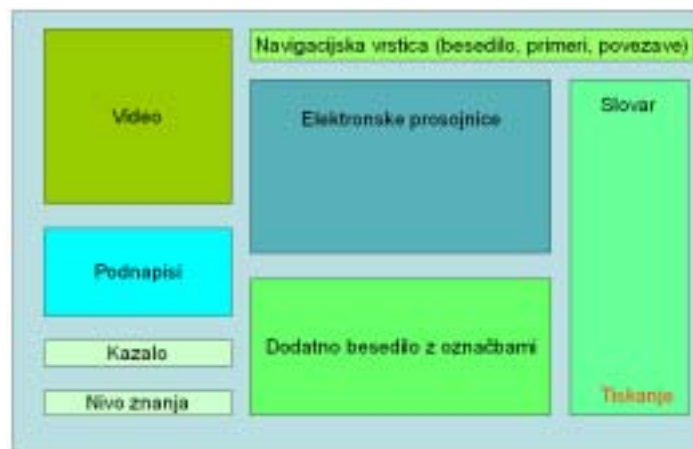 Navigacijska vrstica (besedilo, primeri, povezave)
Video
Elektronske prosojnice
Slovar
Podnapisi
Dodatno besedilo z označbami
Kazalo
Nivo znanja
Tiskanje